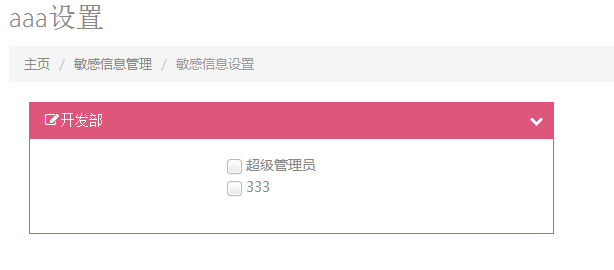 aaa设置
主页 / 敏感信息管理 / 敏感信息设置
开发部
超级管理员
333